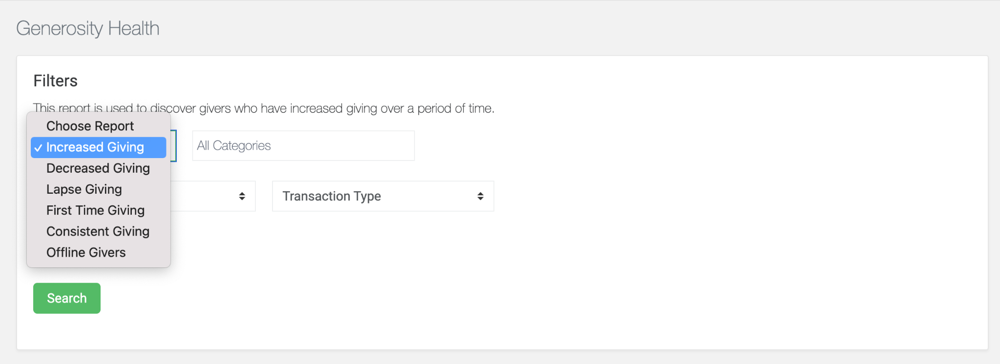 Generosity Health
Filters
This report is used to discover givers who have increased giving over a period of time.
Choose Report
✓ Increased Giving
All Categories
Decreased Giving
Lapse Giving
Transaction Type
First Time Giving
Consistent Giving
Offline Givers
Search